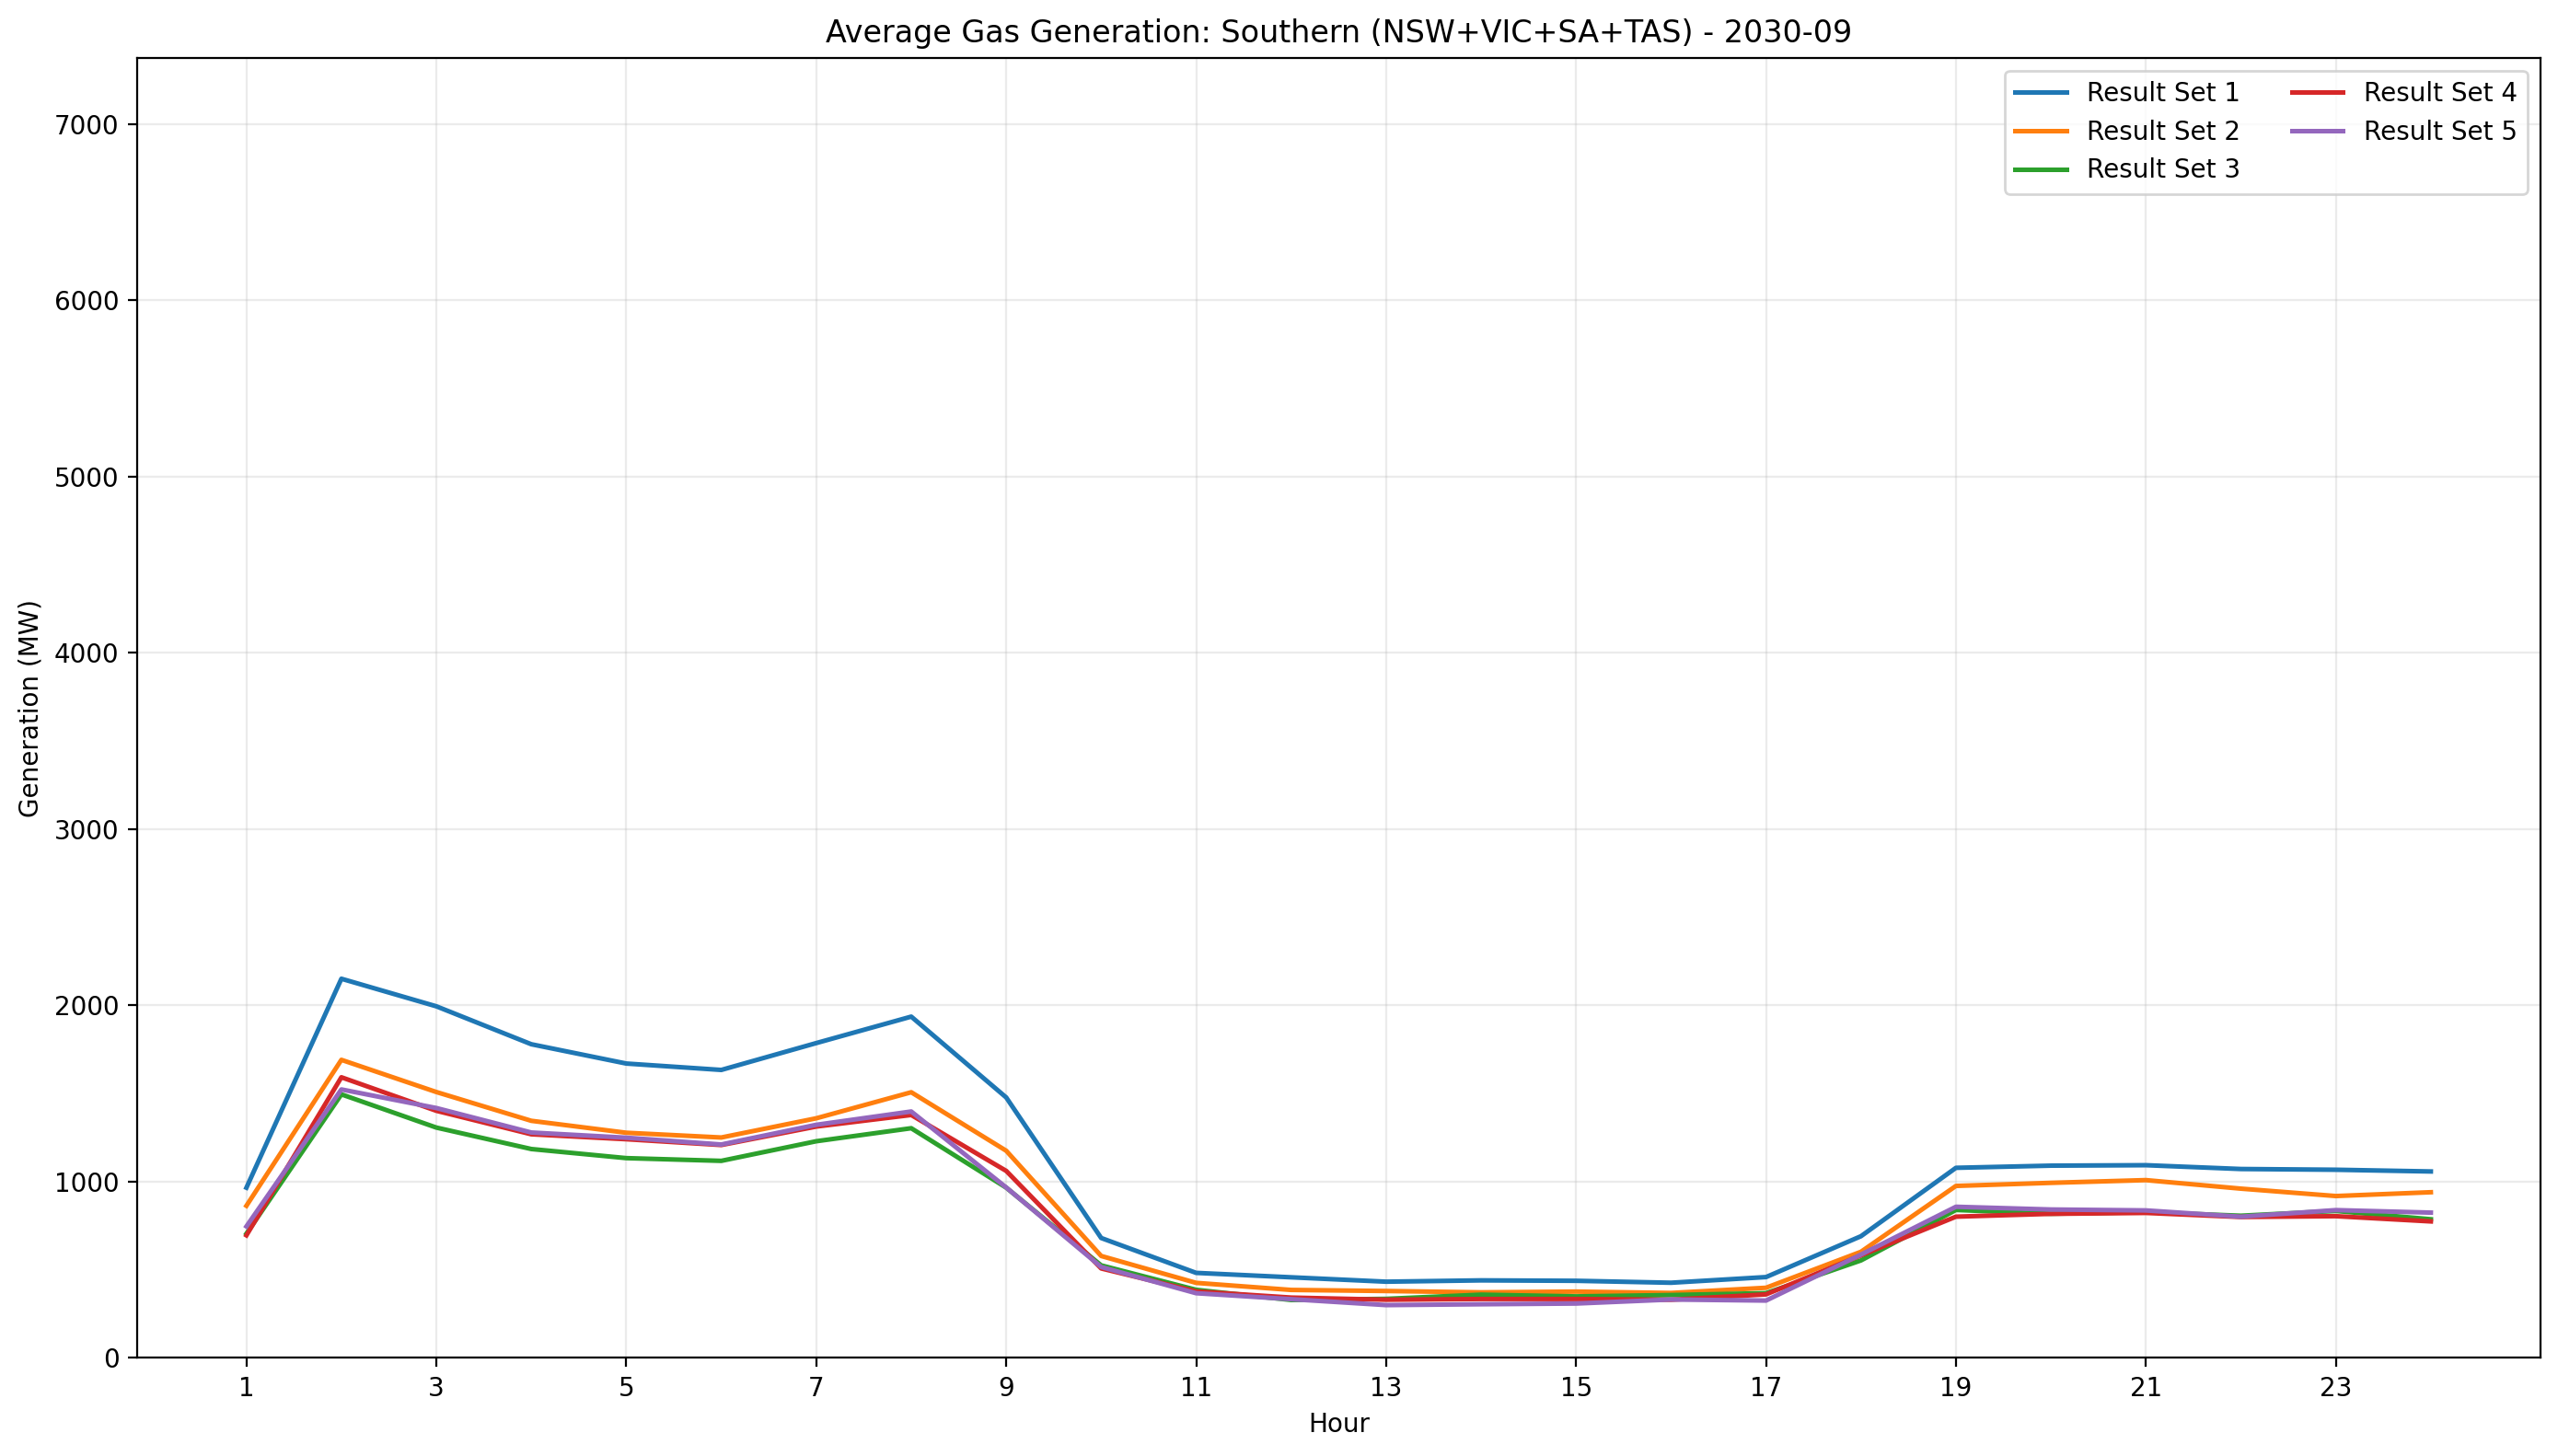 Average Gas Generation: Southern (NSW+VIC+SA+TAS) - 2030-09
Result Set 1
Result Set 2
Result Set 3
Result Set 4
Result Set 5
Generation (MW)
7000
6000
5000
4000
3000
2000
1000
0
1 3 5 7 9 11 13 15 17 19 21 23
Hour